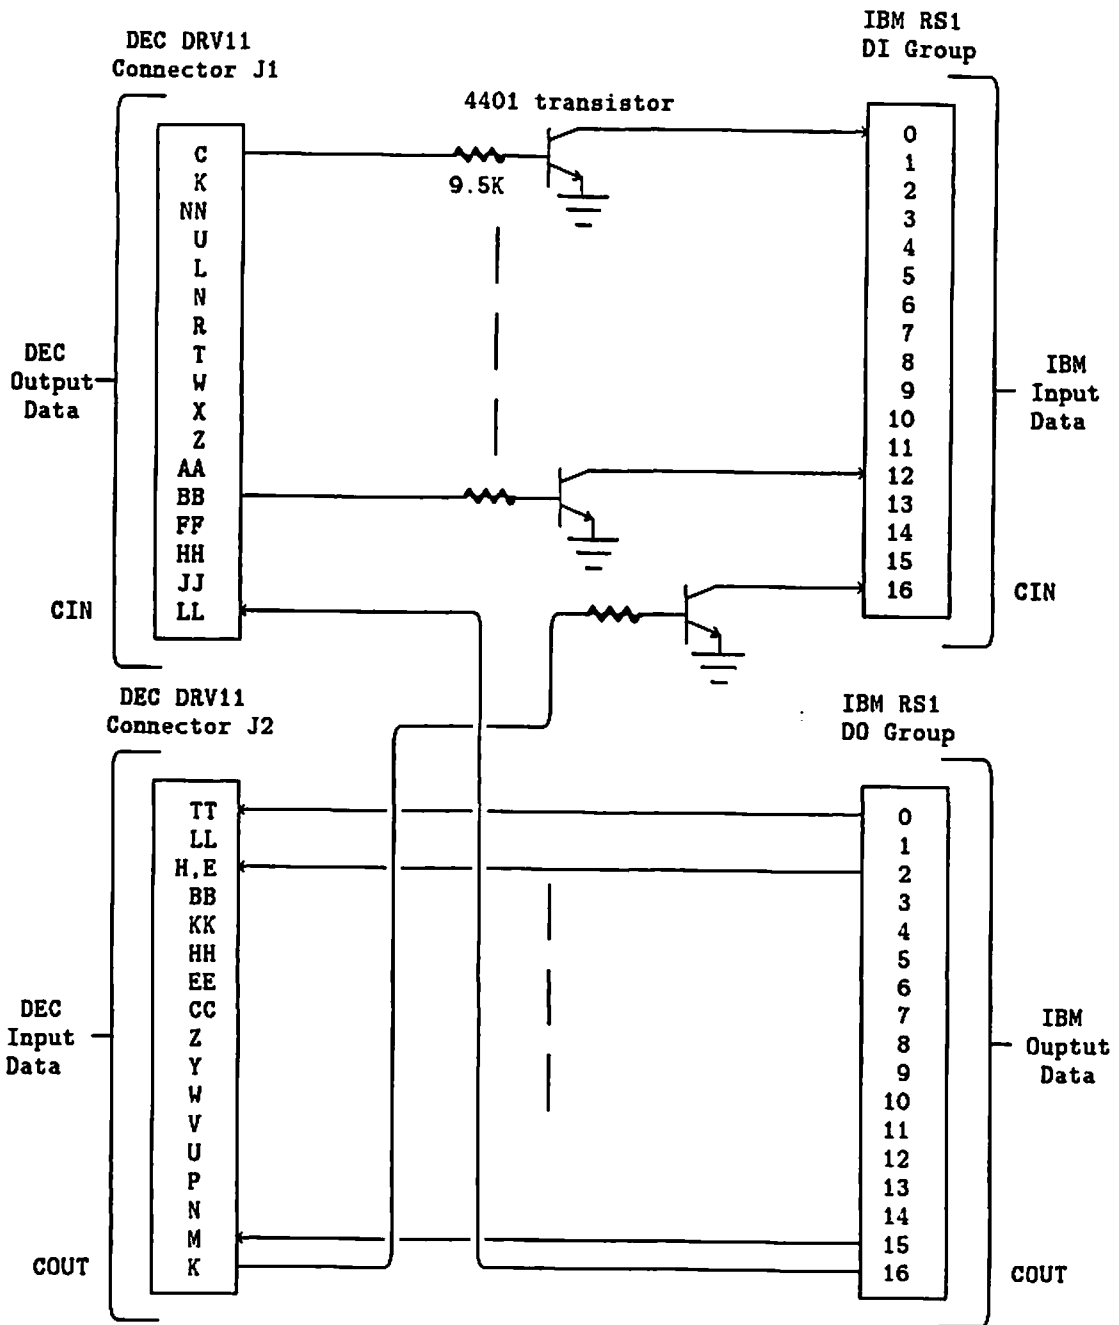 DEC DRV11
Connector J1
IBM RS1
DI Group
4401 transistor
9.5K
C
K
NN
U
L
N
R
T
W
X
Z
AA
BB
FF
HH
JJ
LL
DEC
Output
Data
CIN
0
1
2
3
4
5
6
7
8
9
10
11
12
13
14
15
16
IBM
Input
Data
CIN
DEC DRV11
Connector J2
IBM RS1
DO Group
TT
LL
H,E
BB
KK
HH
EE
CC
Z
Y
W
V
U
P
N
M
K
DEC
Input
Data
COUT
0
1
2
3
4
5
6
7
8
9
10
11
12
13
14
15
16
IBM
Ouptut
Data
COUT